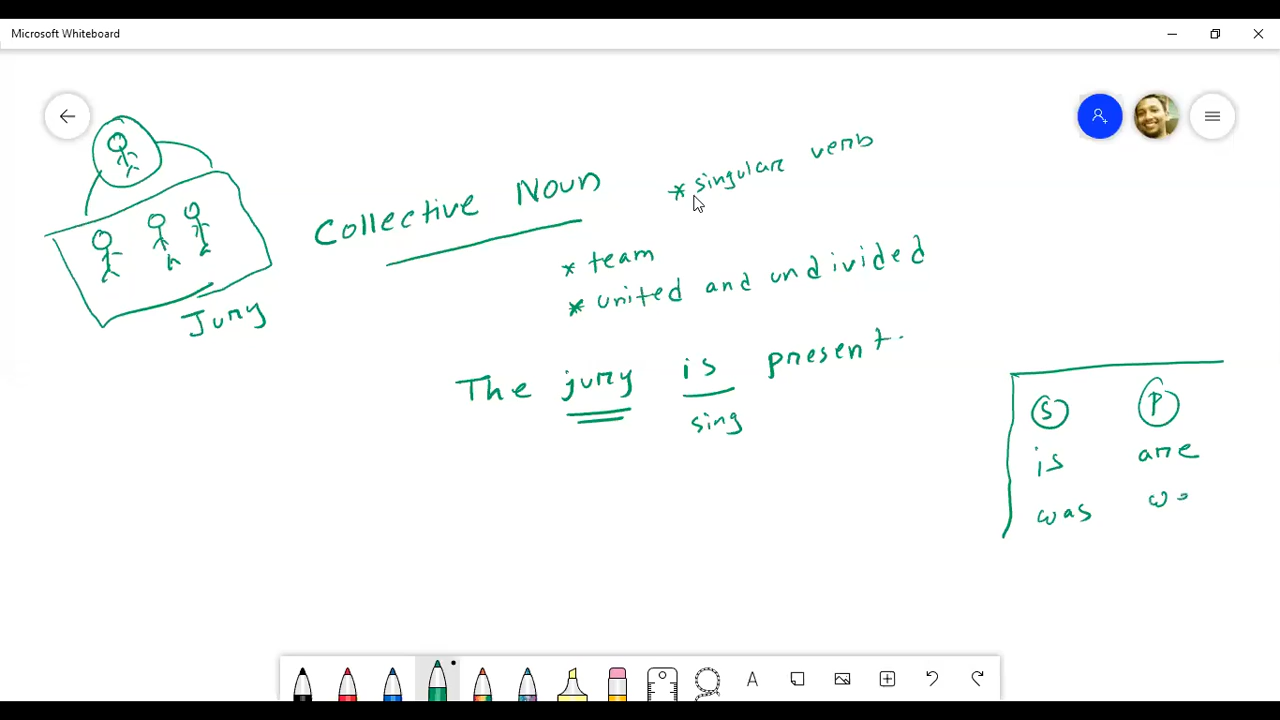 Microsoft Whiteboard
Collective Noun
* singular verb
* team
* united and undivided
Jury
The jury is present.
sing
S P
is are
was
A